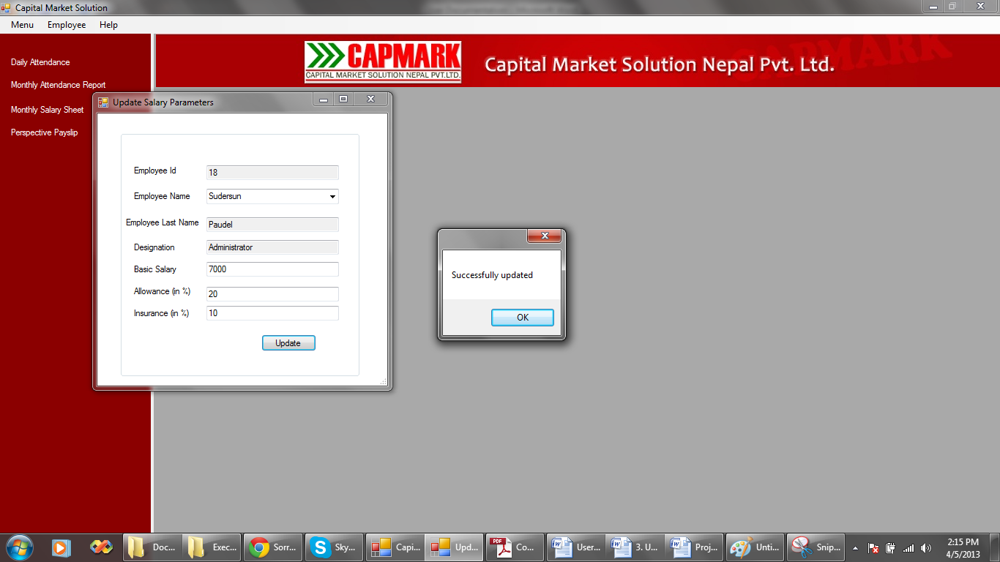 Capital Market Solution
Menu Employee Help
CAPMARK
CAPITAL MARKET SOLUTION NEPAL PVT.LTD.
Capital Market Solution Nepal Pvt. Ltd.
CAPMARK
Daily Attendance
Monthly Attendance Report
Monthly Salary Sheet
Perspective Payslip
Update Salary Parameters
Employee Id 18
Employee Name Sudersun
Employee Last Name Paudel
Designation Administrator
Basic Salary 7000
Allowance (in %) 20
Insurance (in %) 10
Update
Successfully updated
OK
Doc... Exec... Sorr... Sky... Capi... Upd... PDF Co... User... 3. U... Proj... Unti... Snip...
2:15 PM
4/5/2013